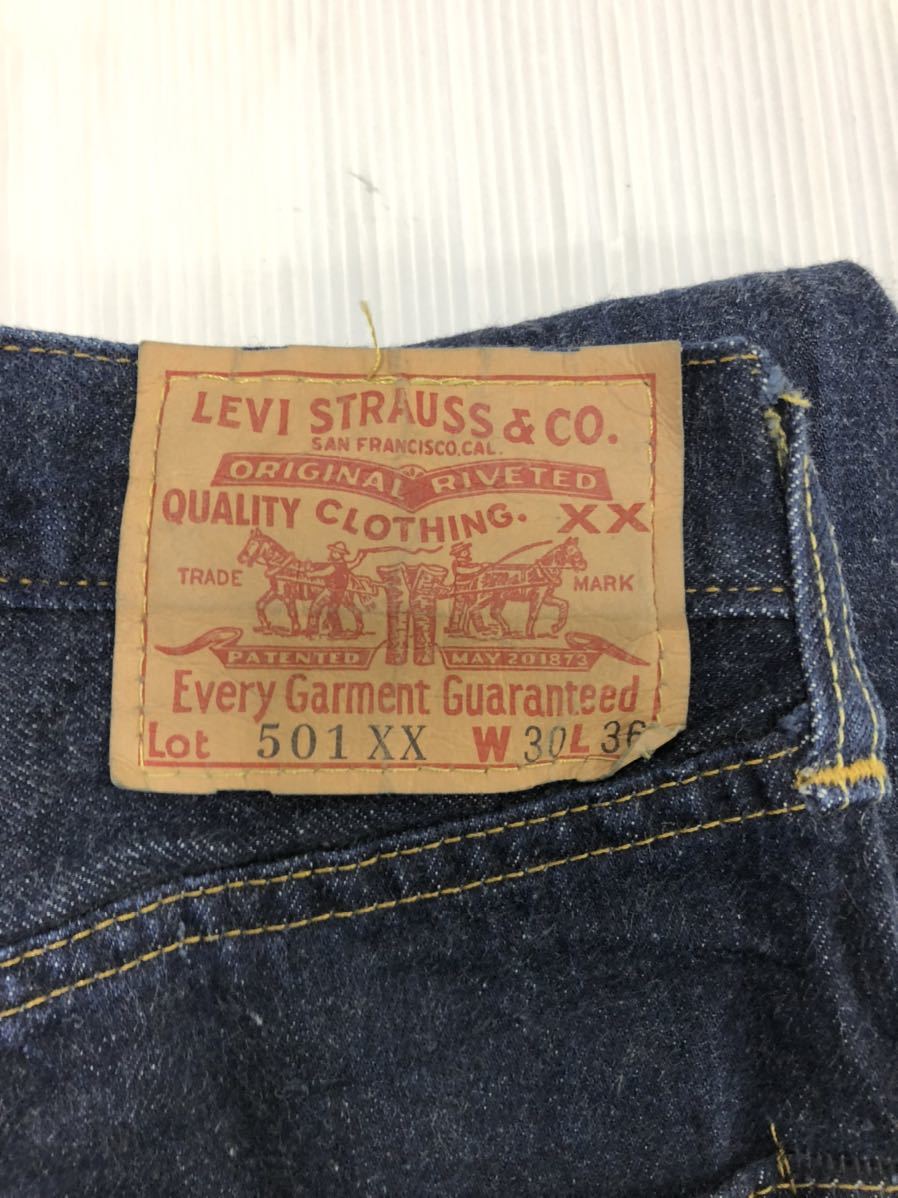 LEVI STRAUSS & CO.
SAN FRANCISCO, CAL.
ORIGINAL RIVETED
QUALITY CLOTHING. XX
TRADE MARK
PATENTED MAY 20 1873
Every Garment Guaranteed
Lot 501 XX W 30 L 36